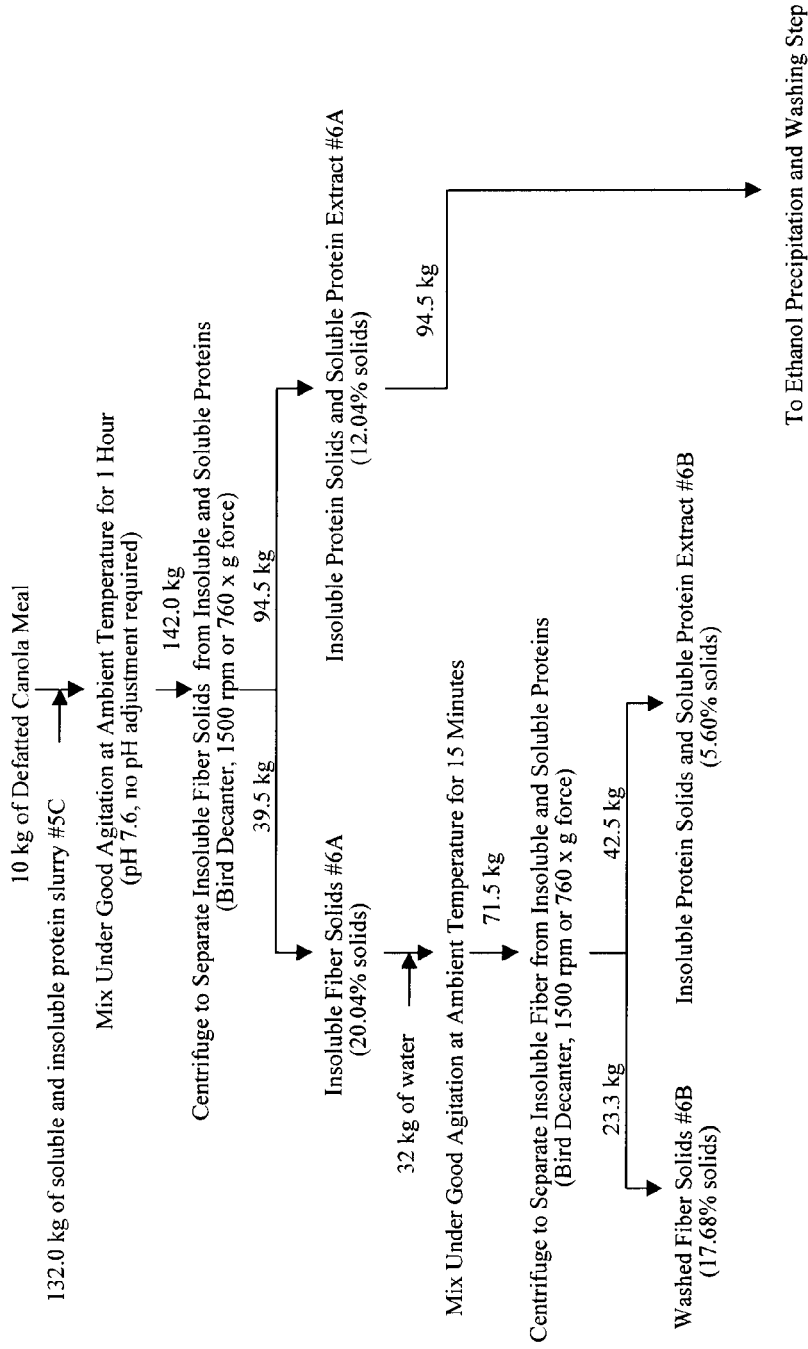 10 kg of Defatted Canola Meal
132.0 kg of soluble and insoluble protein slurry #5C
Mix Under Good Agitation at Ambient Temperature for 1 Hour
(pH 7.6, no pH adjustment required)
142.0 kg
Centrifuge to Separate Insoluble Fiber Solids from Insoluble and Soluble Proteins
(Bird Decanter, 1500 rpm or 760 x g force)
39.5 kg
94.5 kg
Insoluble Fiber Solids #6A
(20.04% solids)
Insoluble Protein Solids and Soluble Protein Extract #6A
(12.04% solids)
32 kg of water
94.5 kg
Mix Under Good Agitation at Ambient Temperature for 15 Minutes
71.5 kg
Centrifuge to Separate Insoluble Fiber from Insoluble and Soluble Proteins
(Bird Decanter, 1500 rpm or 760 x g force)
23.3 kg
42.5 kg
Washed Fiber Solids #6B
(17.68% solids)
Insoluble Protein Solids and Soluble Protein Extract #6B
(5.60% solids)
To Ethanol Precipitation and Washing Step